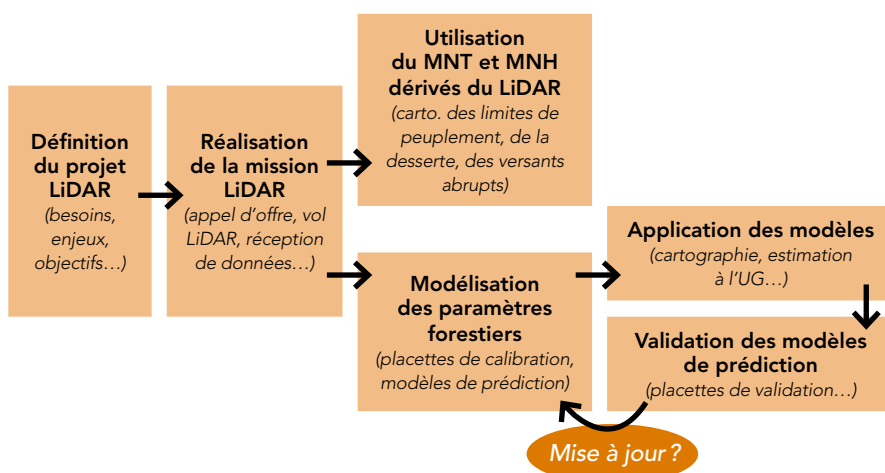 Définition
du projet
LiDAR
(besoins,
enjeux,
objectifs…)
Réalisation
de la mission
LiDAR
(appel d’offre, vol
LiDAR, réception
de données…)
Utilisation
du MNT et MNH
dérivés du LiDAR
(carto. des limites de
peuplement, de la
desserte, des versants
abrupts)
Modélisation
des paramètres
forestiers
(placettes de calibration,
modèles de prédiction)
Application des modèles
(cartographie, estimation
à l’UG…)
Validation des modèles
de prédiction
(placettes de validation…)
Mise à jour ?